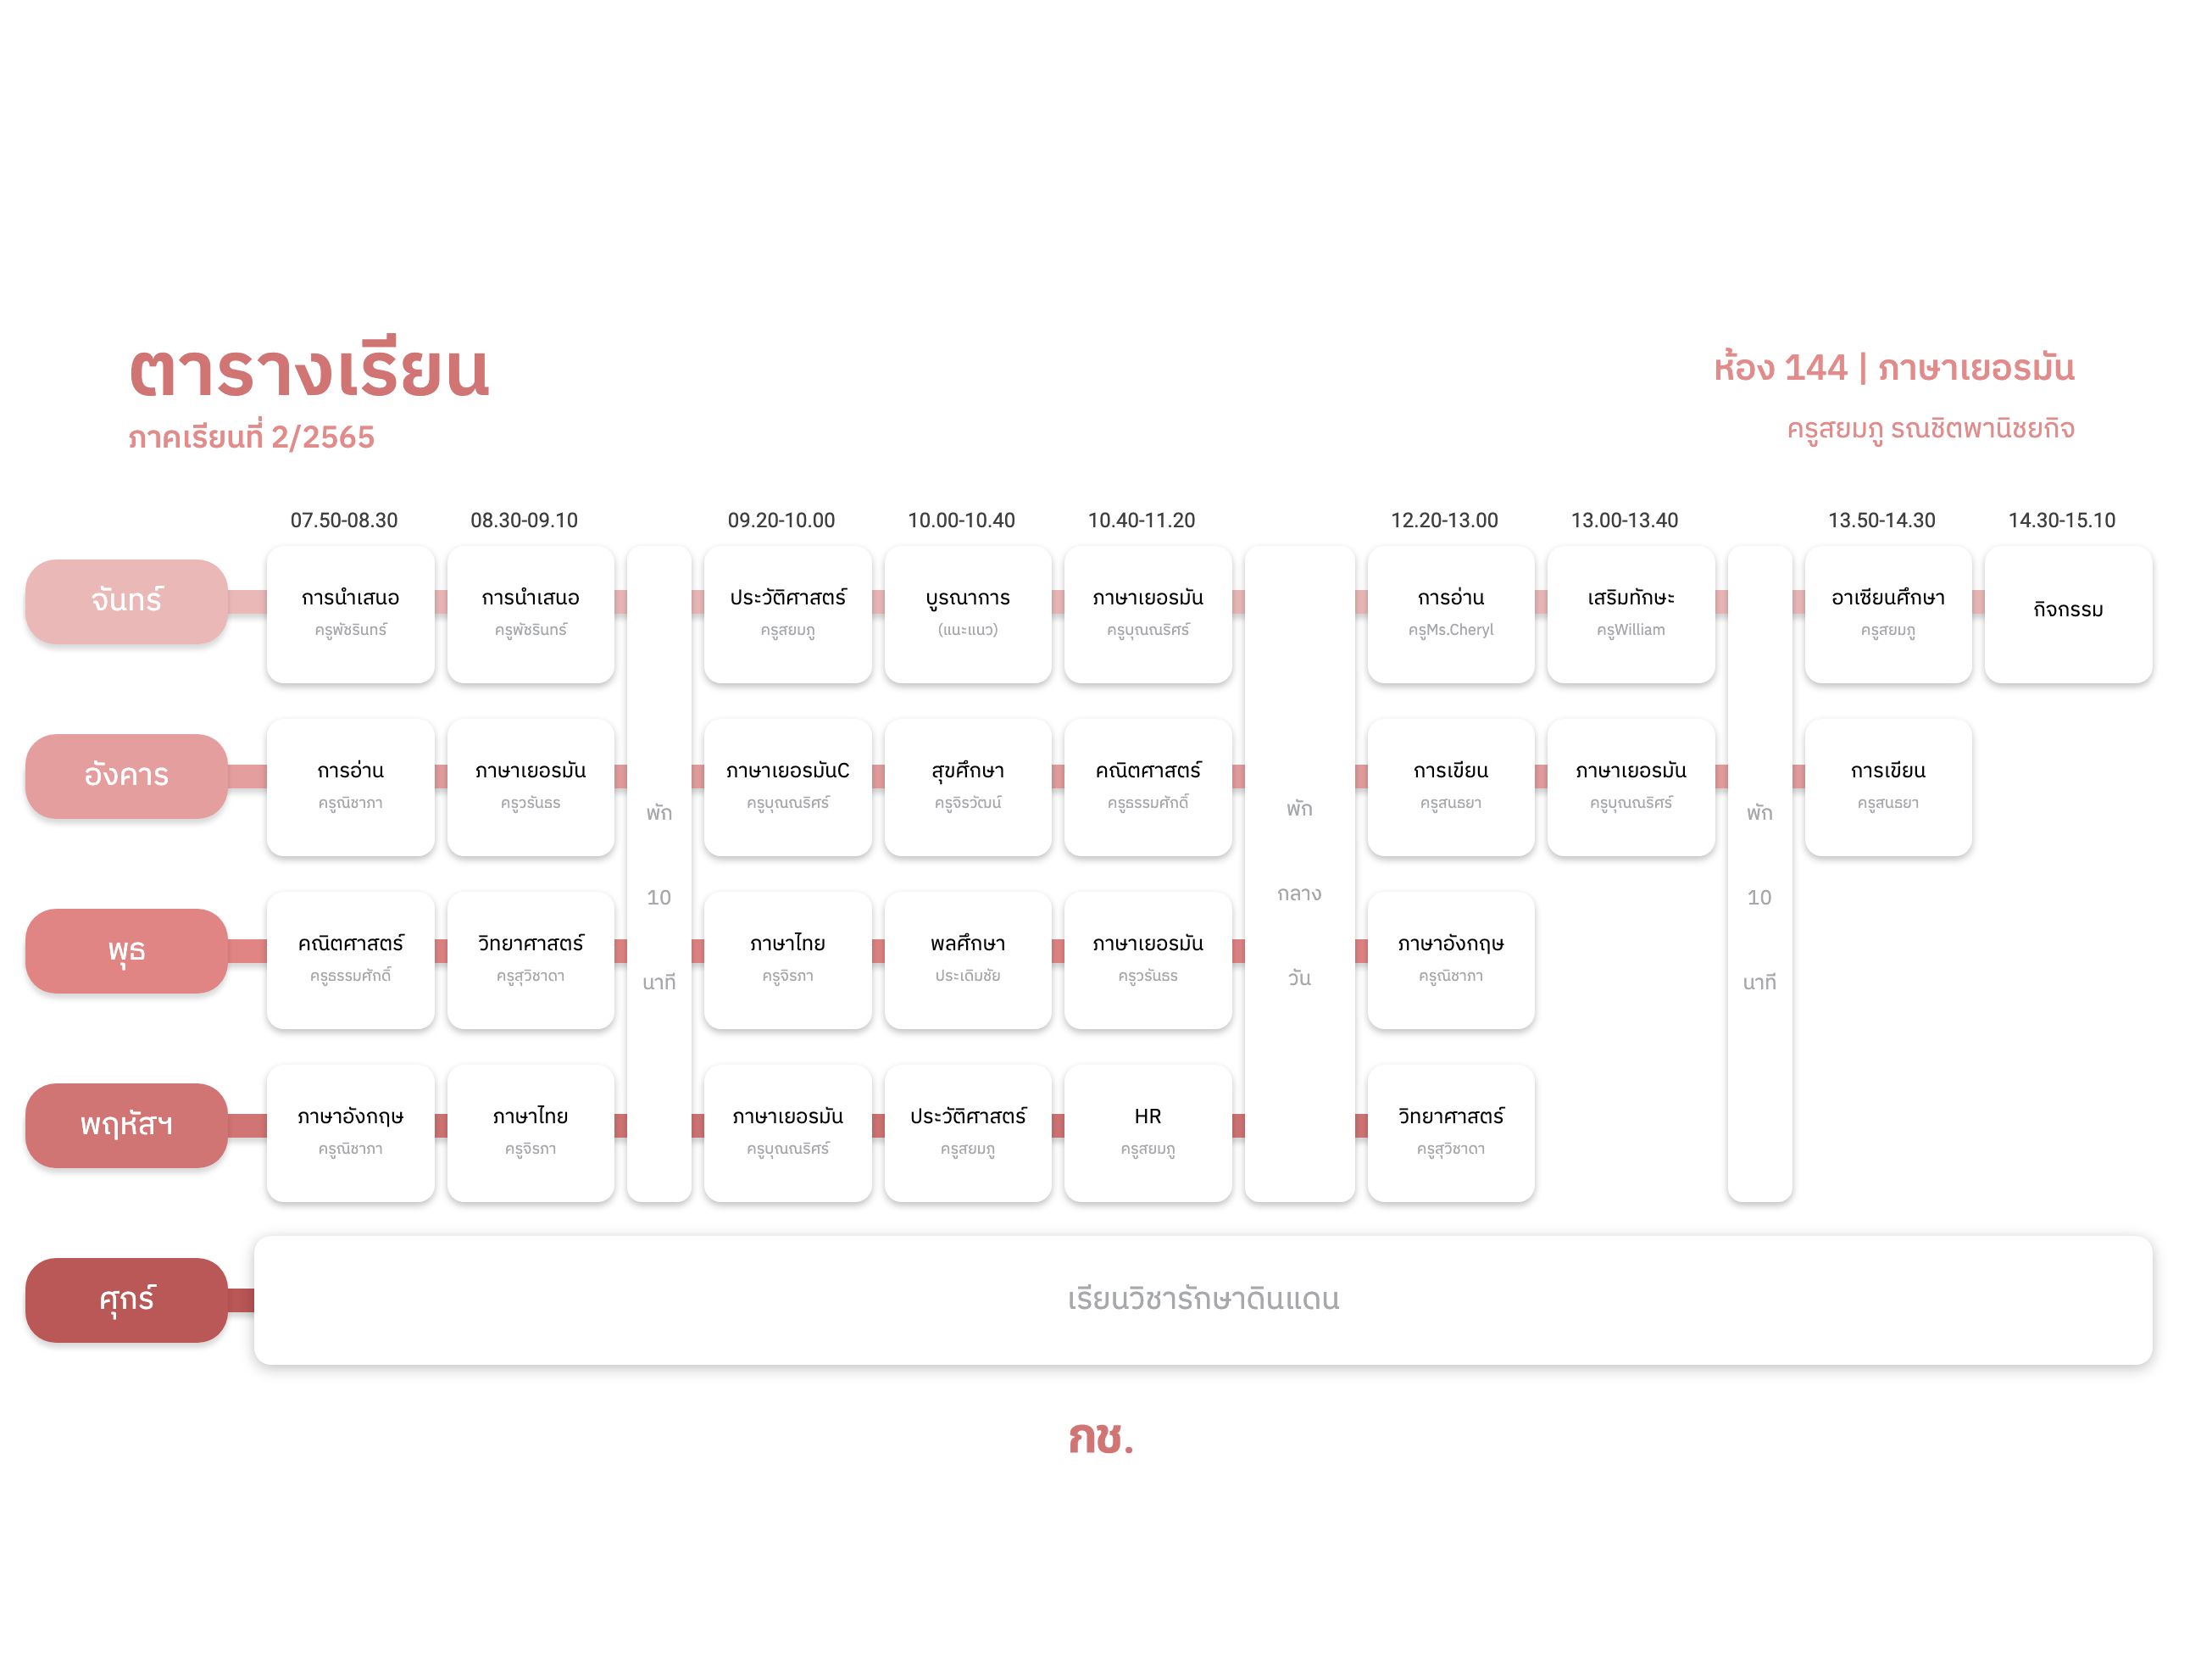 ตารางเรียน
ภาคเรียนที่ 2/2565
ห้อง 144 | ภาษาเยอรมัน
ครูสยมภู รณชิตพานิชยกิจ
07.50-08.30 08.30-09.10 09.20-10.00 10.00-10.40 10.40-11.20 12.20-13.00 13.00-13.40 13.50-14.30 14.30-15.10
จันทร์
การนำเสนอ การนำเสนอ ประวัติศาสตร์ บูรณาการ ภาษาเยอรมัน การอ่าน เสริมทักษะ อาเซียนศึกษา กิจกรรม
ครูพัชรินทร์ ครูพัชรินทร์ ครูสยมภู (แนะแนว) ครูบุณณริศร์ ครูMs.Cheryl ครูWilliam ครูสยมภู
อังคาร
การอ่าน ภาษาเยอรมัน ภาษาเยอรมันC สุขศึกษา คณิตศาสตร์ การเขียน ภาษาเยอรมัน การเขียน
ครูณิชาภา ครูวรันธร ครูบุณณริศร์ ครูจิรวัฒน์ ครูธรรมศักดิ์ ครูสนธยา ครูบุณณริศร์ ครูสนธยา
พุธ
คณิตศาสตร์ วิทยาศาสตร์ ภาษาไทย พลศึกษา ภาษาเยอรมัน ภาษาอังกฤษ
ครูธรรมศักดิ์ ครูสุวิชาดา ครูจิรภา ประเดิมชัย ครูวรันธร ครูณิชาภา
พฤหัสฯ
ภาษาอังกฤษ ภาษาไทย ภาษาเยอรมัน ประวัติศาสตร์ HR วิทยาศาสตร์
ครูณิชาภา ครูจิรภา ครูบุณณริศร์ ครูสยมภู ครูสยมภู ครูสุวิชาดา
พัก
10
นาที
พัก
กลาง
วัน
พัก
10
นาที
ศุกร์
เรียนวิชารักษาดินแดน
กช.